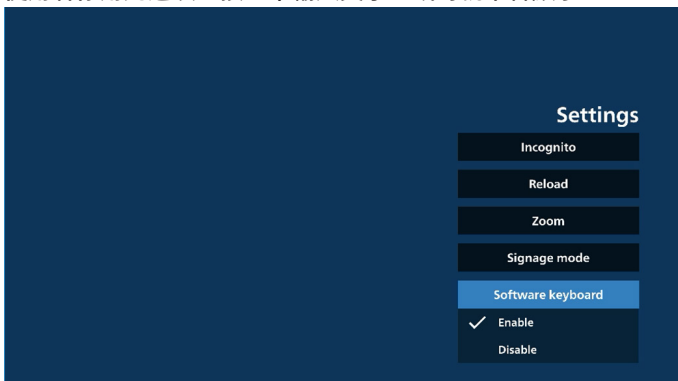 Settings
Incognito
Reload
Zoom
Signage mode
Software keyboard
Enable
Disable